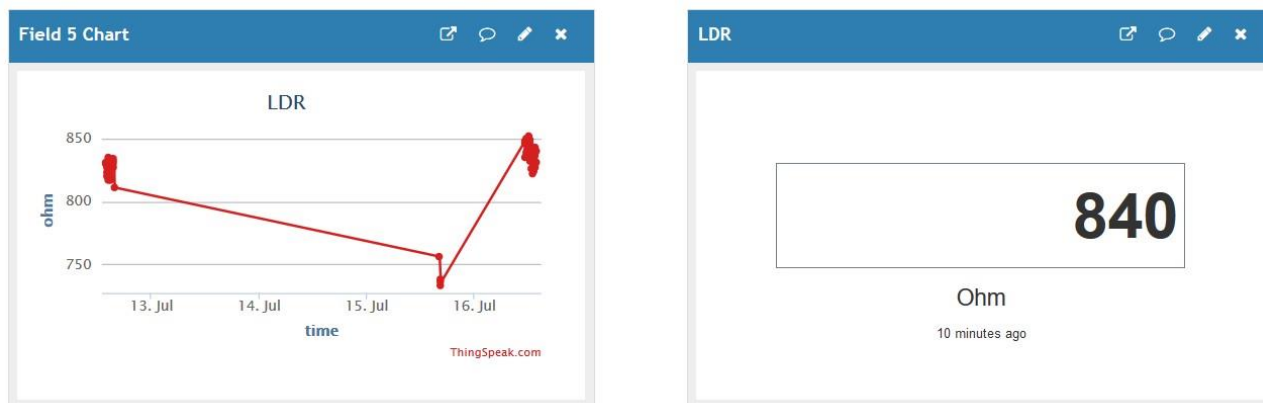 Field 5 Chart
LDR
850
800
750
ohm
13. Jul 14. Jul 15. Jul 16. Jul
time
ThingSpeak.com
LDR
840
Ohm
10 minutes ago